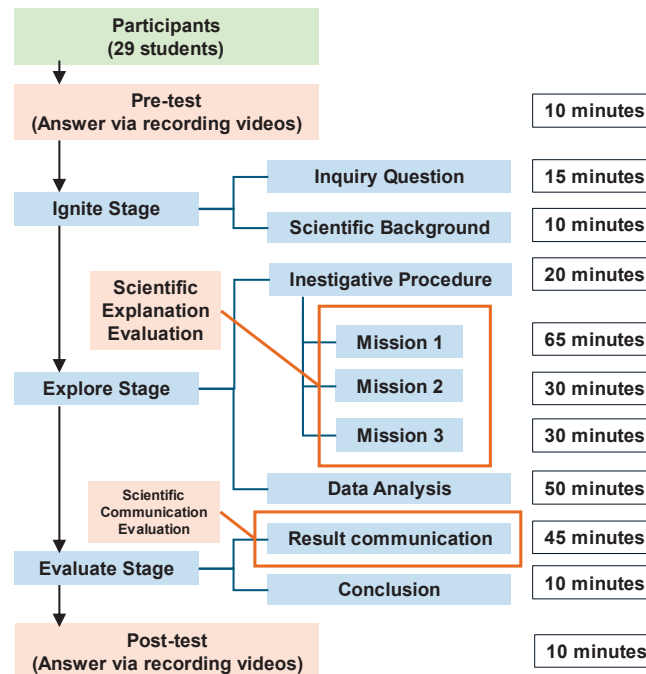 Participants
(29 students)
Pre-test
(Answer via recording videos)
10 minutes
Inquiry Question
15 minutes
Ignite Stage
Scientific Background
10 minutes
Inestigative Procedure
20 minutes
Scientific
Explanation
Evaluation
Mission 1
65 minutes
Explore Stage
Mission 2
30 minutes
Mission 3
30 minutes
Data Analysis
50 minutes
Scientific
Communication
Evaluation
Result communication
45 minutes
Evaluate Stage
Conclusion
10 minutes
Post-test
(Answer via recording videos)
10 minutes